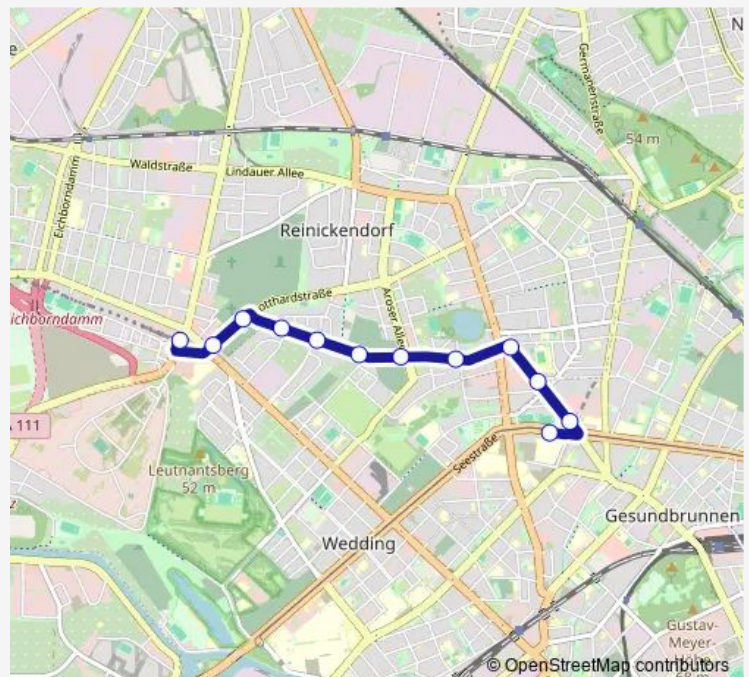 N
e
Germanenstraße
54 m
Waldstraße
Lindauer Allee
Eichborndamm
Reinickendorf
otthardstraße
Aroser Allee
ichborndamm
111
Seestraße
Leutnantsberg
52 m
z
Gesundbrunnen
Wedding
Gustav-
Meyer-
© OpenStreetMap contributors